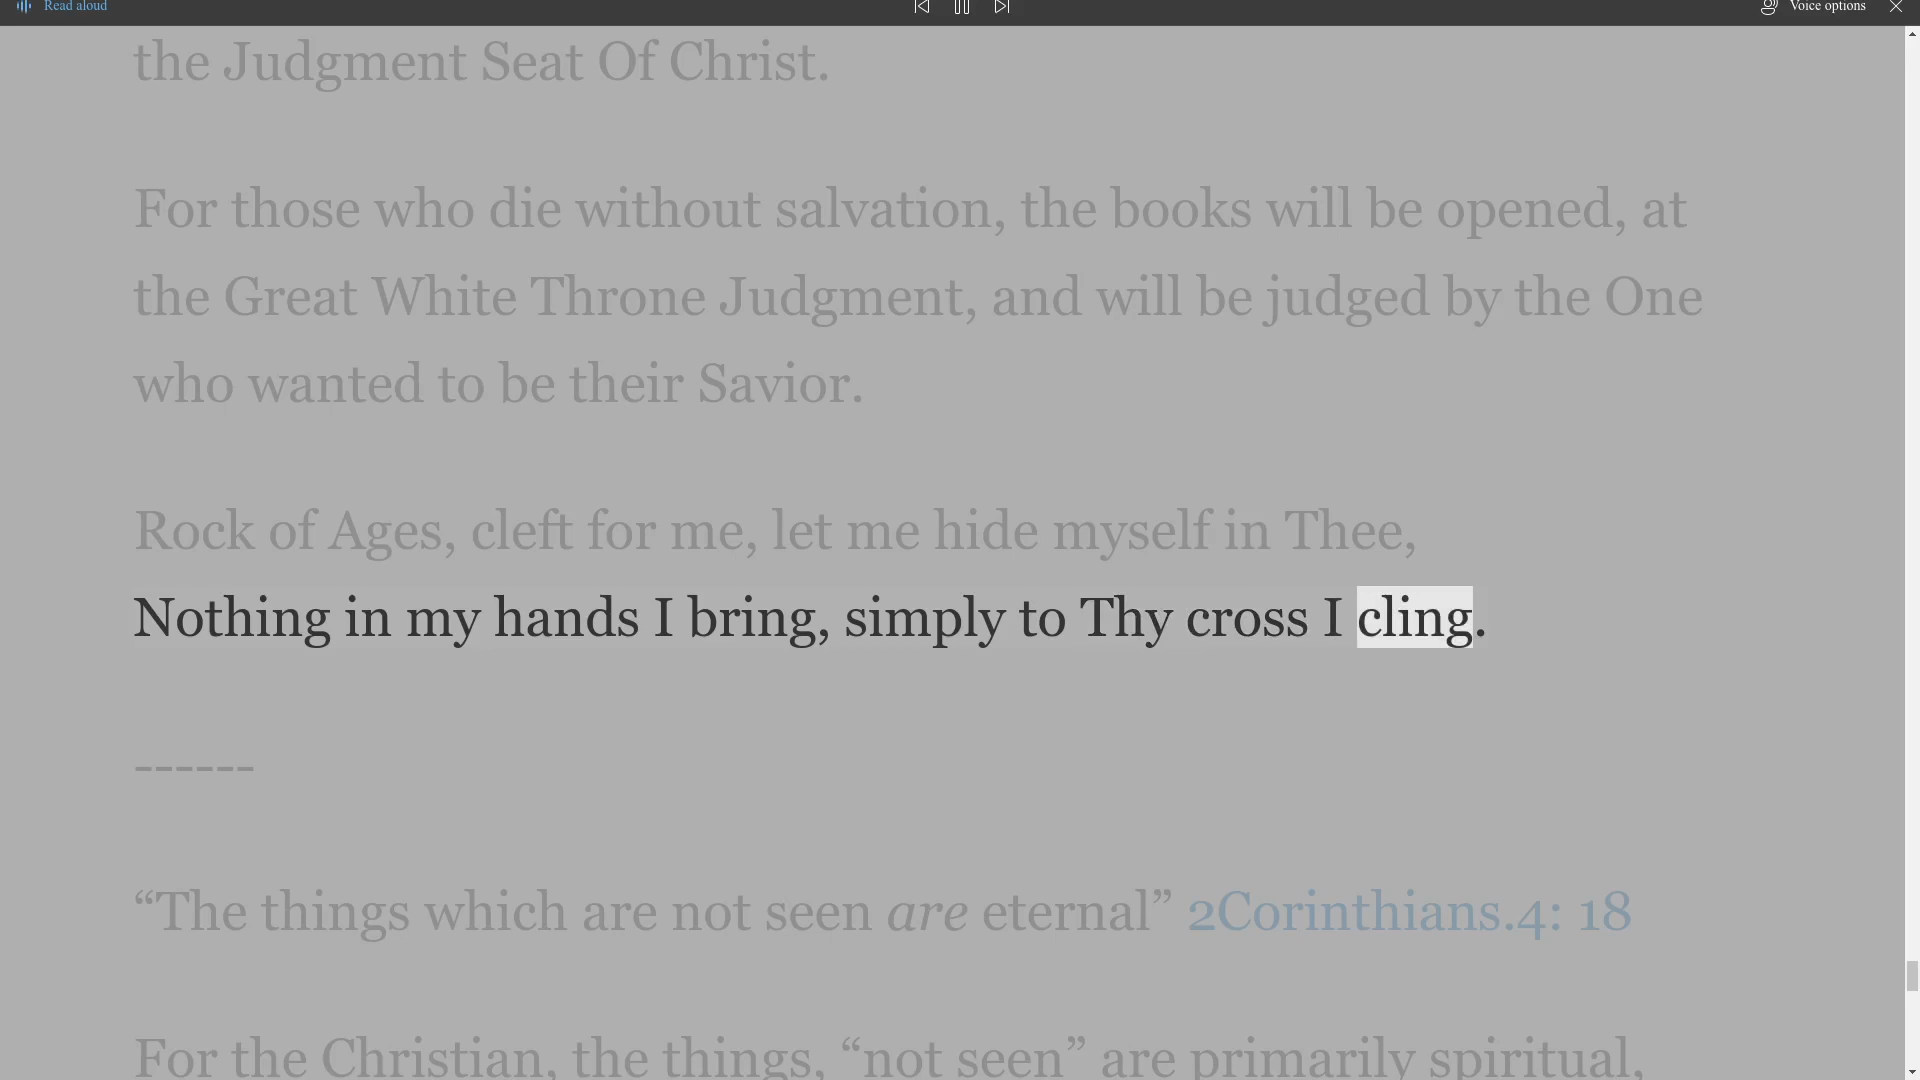 Read aloud
Voice options
the Judgment Seat Of Christ.
For those who die without salvation, the books will be opened, at
the Great White Throne Judgment, and will be judged by the One
who wanted to be their Savior.
Rock of Ages, cleft for me, let me hide myself in Thee,
Nothing in my hands I bring, simply to Thy cross I cling.
------
“The things which are not seen are eternal” 2Corinthians.4: 18
For the Christian, the things, “not seen” are primarily spiritual,